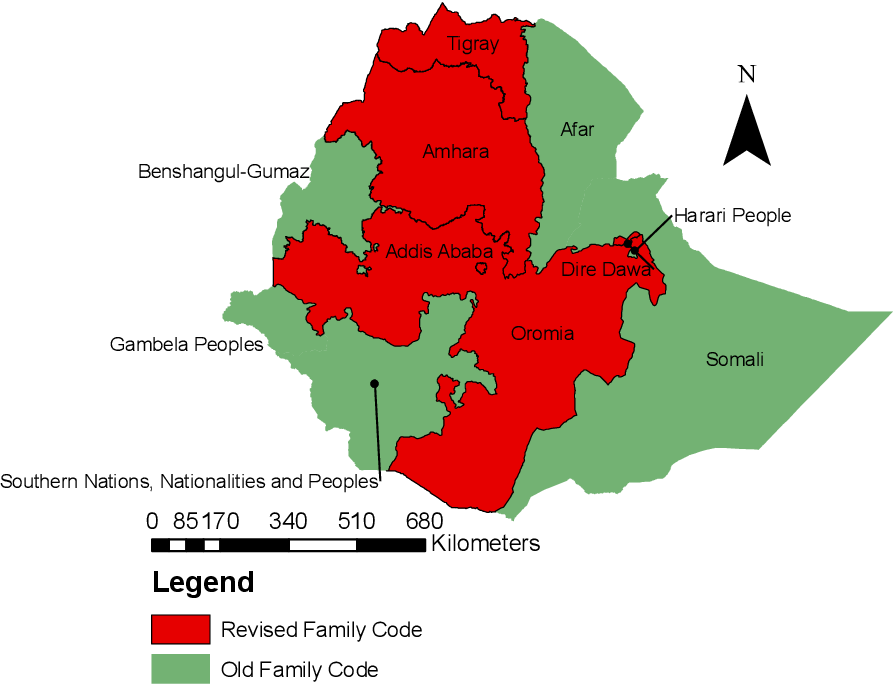 Tigray
N
Afar
Amhara
Benshangul-Gumaz
Harari People
Addis Ababa
Dire Dawa
Oromia
Gambela Peoples
Somali
Southern Nations, Nationalities and Peoples
0 85 170 340 510 680
Kilometers
Legend
Revised Family Code
Old Family Code